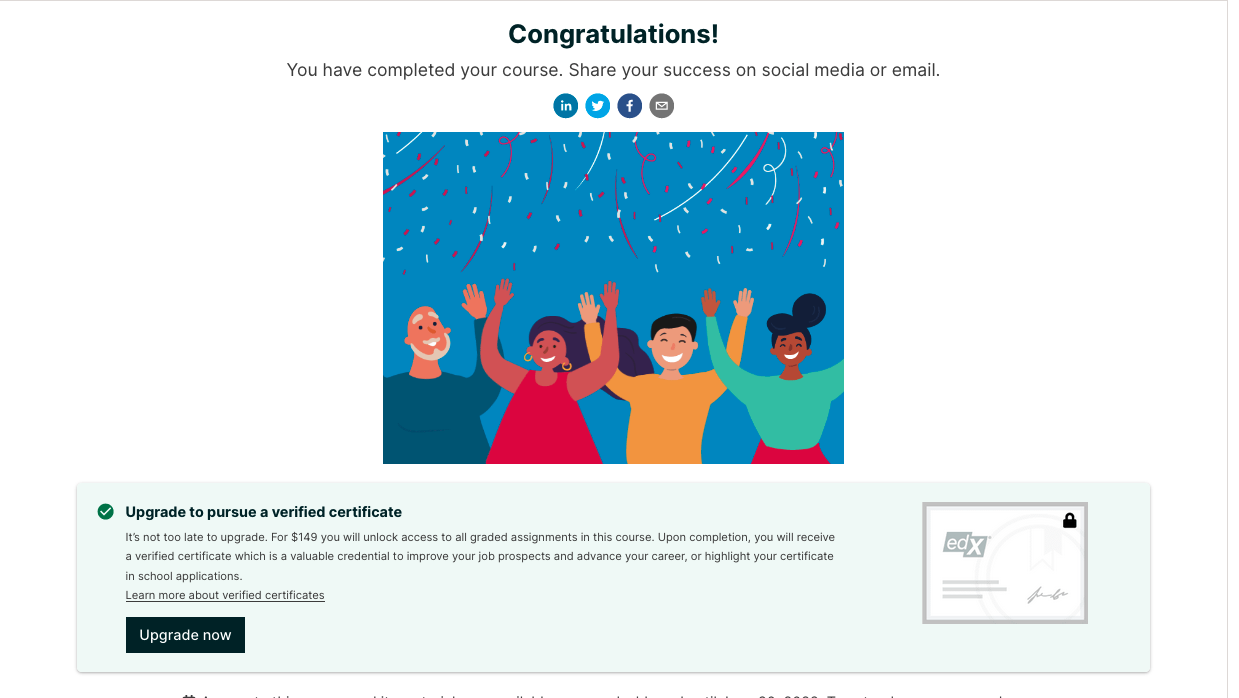 Congratulations!
You have completed your course. Share your success on social media or email.
in
f
Upgrade to pursue a verified certificate
It’s not too late to upgrade. For $149 you will unlock access to all graded assignments in this course. Upon completion, you will receive
a verified certificate which is a valuable credential to improve your job prospects and advance your career, or highlight your certificate
in school applications.
Learn more about verified certificates
Upgrade now
edX